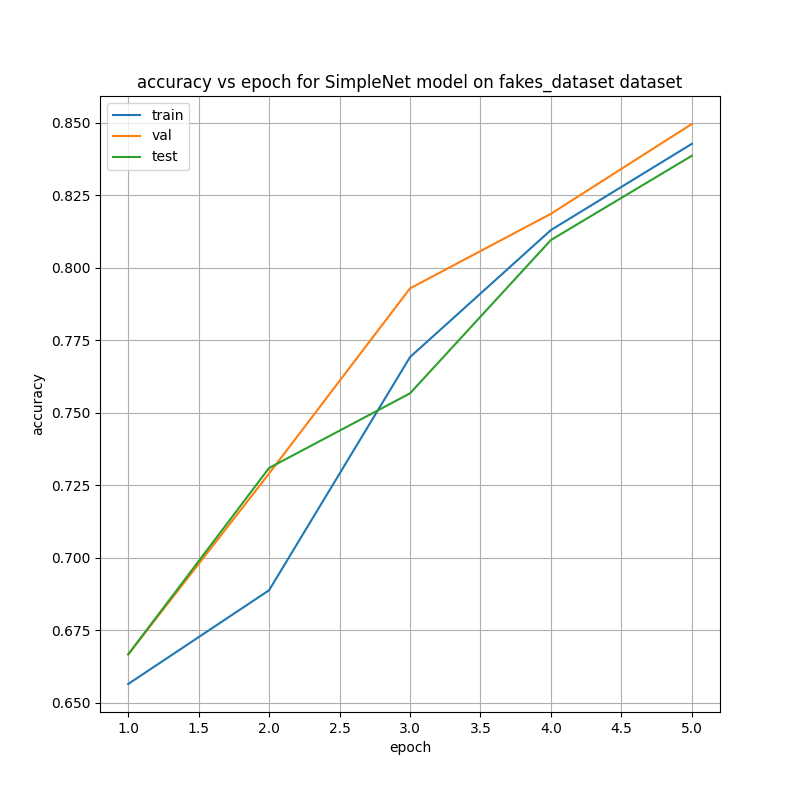 accuracy vs epoch for SimpleNet model on fakes_dataset dataset
train
val
test
0.850
0.825
0.800
0.775
0.750
0.725
0.700
0.675
0.650
accuracy
1.0 1.5 2.0 2.5 3.0 3.5 4.0 4.5 5.0
epoch